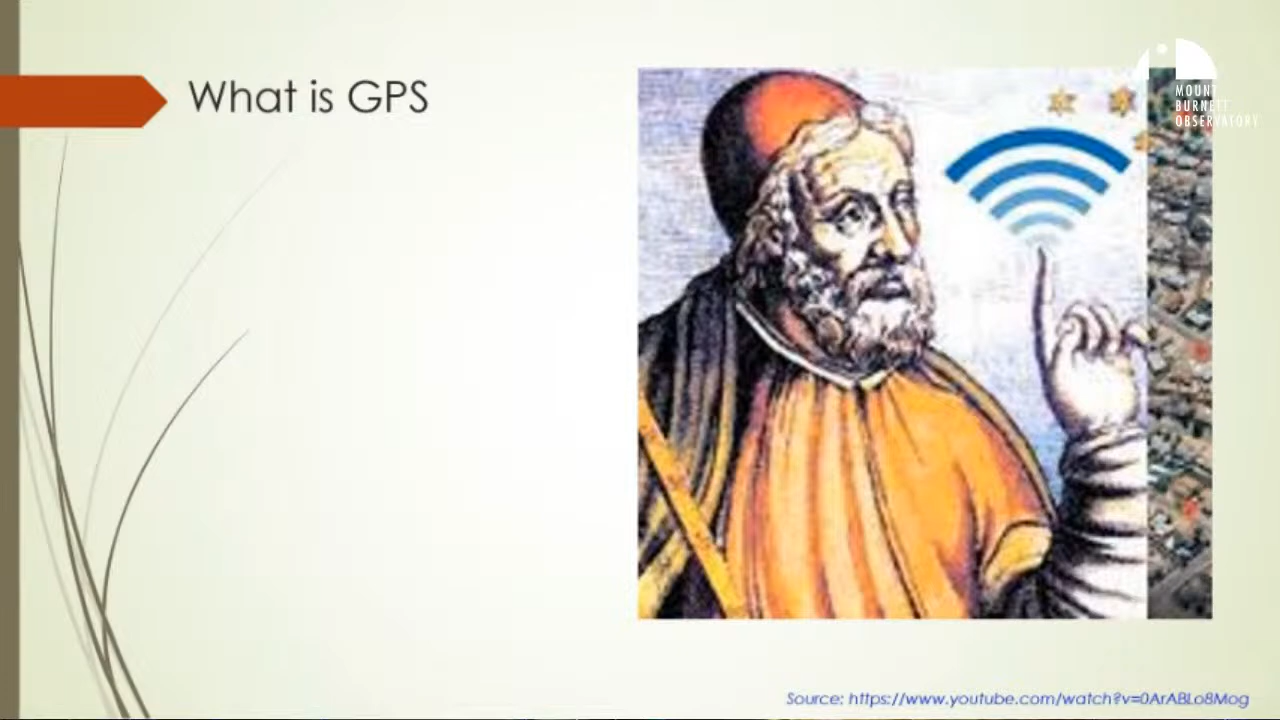 What is GPS
MOUNT
BURNETT
OBSERVATORY
Source: https://www.youtube.com/watch?v=0ArABLo8Mog